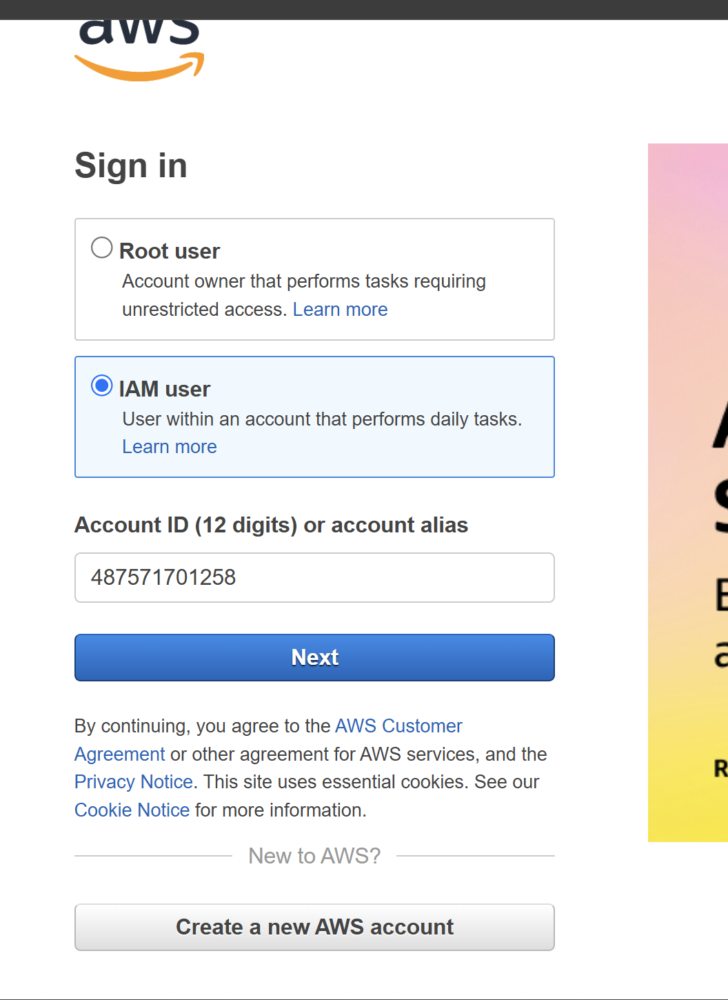 aws
Sign in
Root user
Account owner that performs tasks requiring
unrestricted access. Learn more
IAM user
User within an account that performs daily tasks.
Learn more
Account ID (12 digits) or account alias
487571701258
Next
By continuing, you agree to the AWS Customer
Agreement or other agreement for AWS services, and the
Privacy Notice. This site uses essential cookies. See our
Cookie Notice for more information.
New to AWS?
Create a new AWS account